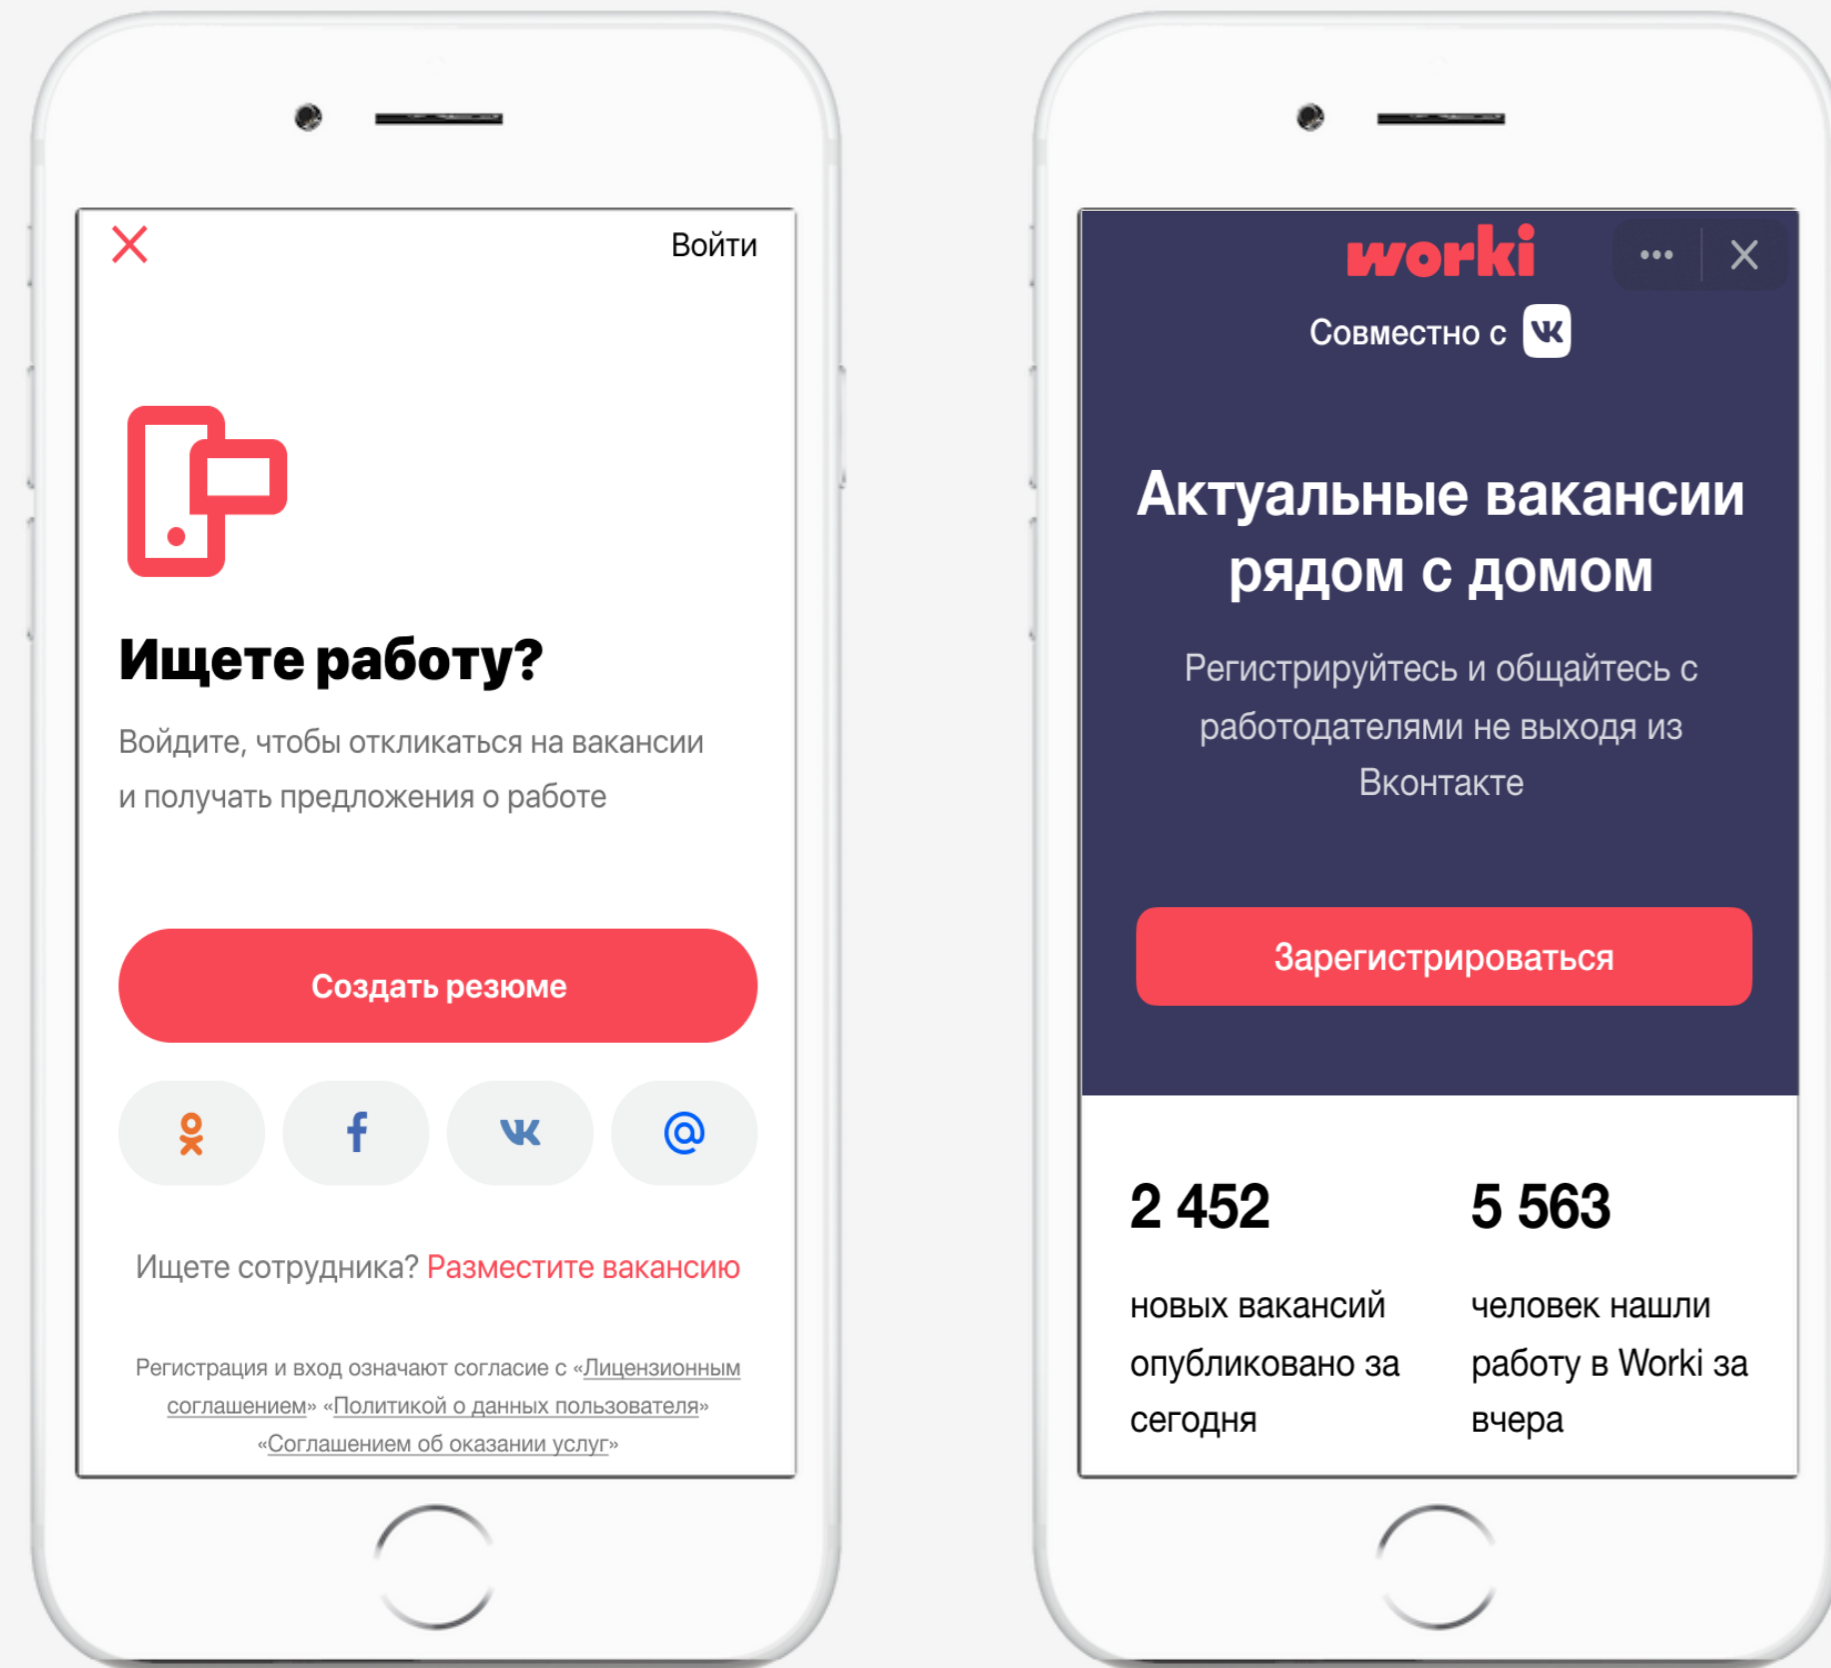 Войти
Ищете работу?
Войдите, чтобы откликаться на вакансии
и получать предложения о работе
Создать резюме
Ищете сотрудника? Разместите вакансию
Регистрация и вход означают согласие с «Лицензионным
соглашением» «Политикой о данных пользователя»
«Соглашением об оказании услуг»
worki
Совместно с VK
Актуальные вакансии
рядом с домом
Регистрируйтесь и общайтесь с
работодателями не выходя из
Вконтакте
Зарегистрироваться
2 452
новых вакансий
опубликовано за
сегодня
5 563
человек нашли
работу в Worki за
вчера